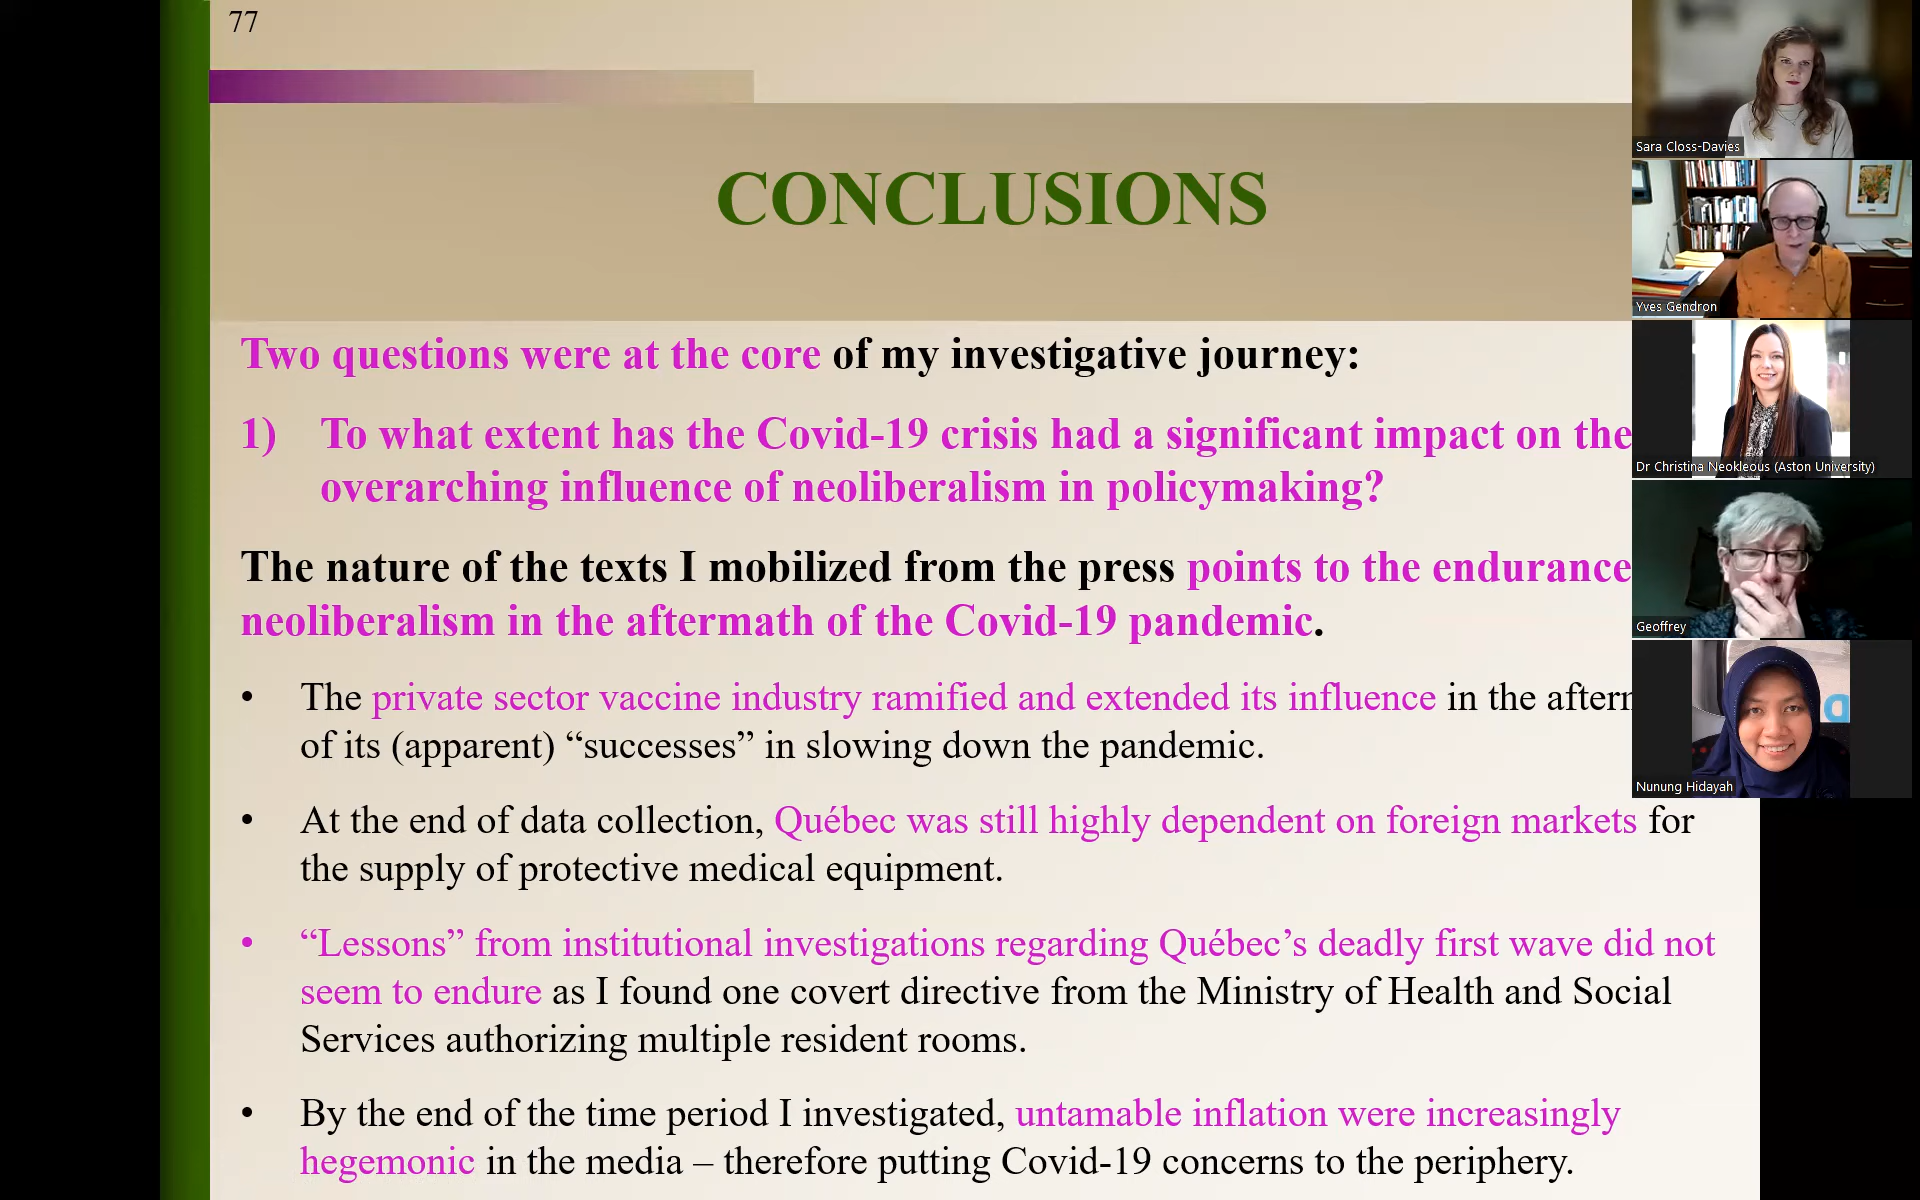 77
CONCLUSIONS
Two questions were at the core of my investigative journey:
1) To what extent has the Covid-19 crisis had a significant impact on the
overarching influence of neoliberalism in policymaking?
The nature of the texts I mobilized from the press points to the endurance
neoliberalism in the aftermath of the Covid-19 pandemic.
• The private sector vaccine industry ramified and extended its influence in the
of its (apparent) “successes” in slowing down the pandemic.
• At the end of data collection, Québec was still highly dependent on foreign markets for
the supply of protective medical equipment.
• “Lessons” from institutional investigations regarding Québec’s deadly first wave did not
seem to endure as I found one covert directive from the Ministry of Health and Social
Services authorizing multiple resident rooms.
• By the end of the time period I investigated, untamable inflation were increasingly
hegemonic in the media – therefore putting Covid-19 concerns to the periphery.
Sara Closs-Davies
Yves Gendron
Dr Christina Neokleous (Aston University)
Geoffrey
Nunung Hidayah